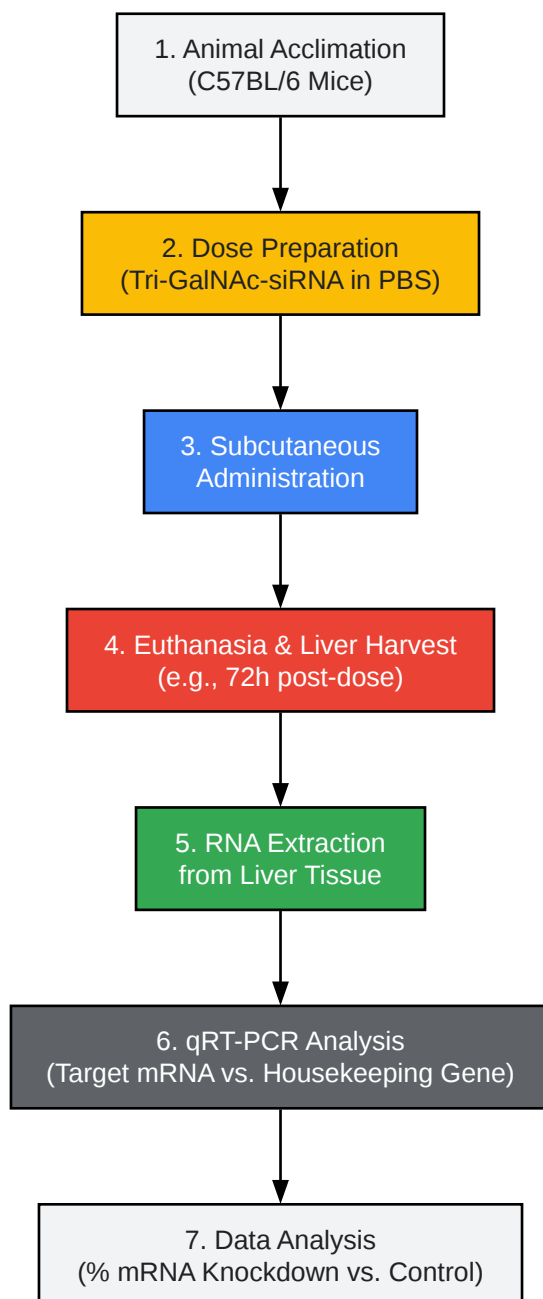 1. Animal Acclimation
(C57BL/6 Mice)
2. Dose Preparation
(Tri-GalNAc-siRNA in PBS)
3. Subcutaneous
Administration
4. Euthanasia & Liver Harvest
(e.g., 72h post-dose)
5. RNA Extraction
from Liver Tissue
6. qRT-PCR Analysis
(Target mRNA vs. Housekeeping Gene)
7. Data Analysis
(% mRNA Knockdown vs. Control)